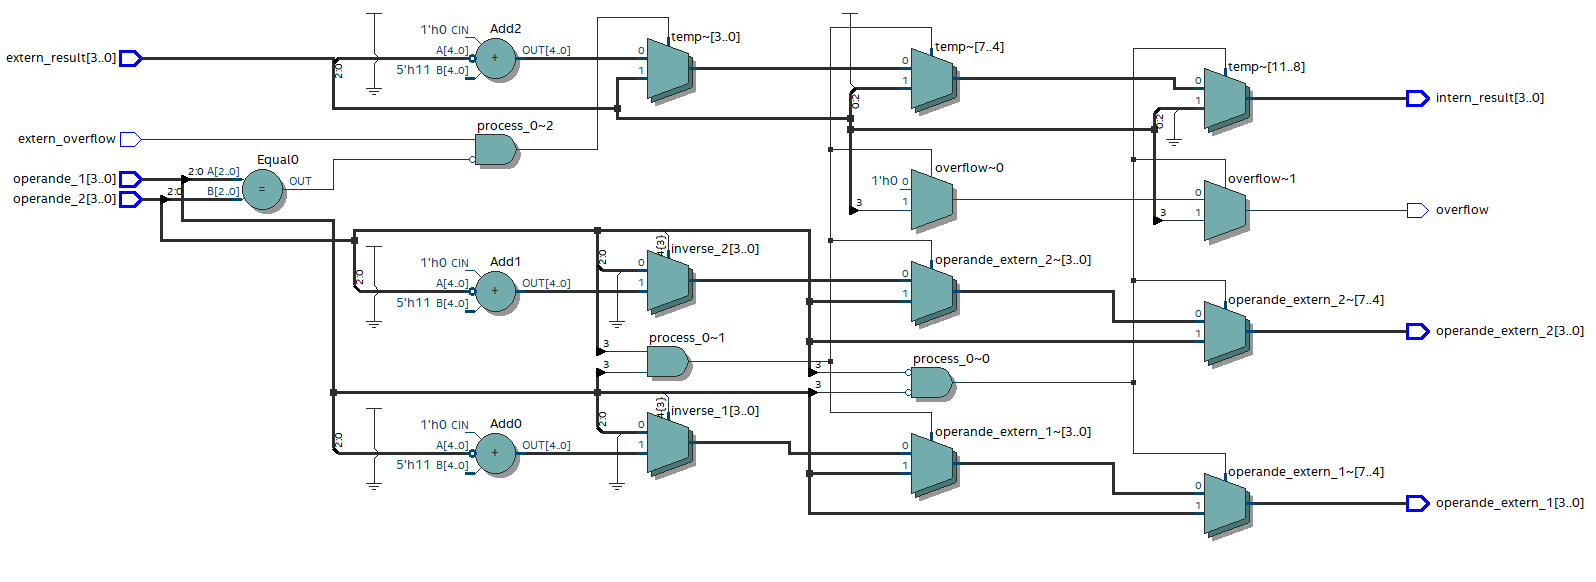 1'h0 CIN
Add2
extern_result[3..0]
A[4..0]
OUT[4..0]
5'h11 B[4..0]
2:0
0
1
temp~[3..0]
temp~[7..4]
0
1
0:2
temp~[11..8]
0
1
0:2
intern_result[3..0]
extern_overflow
process_0~2
Equal0
operande_1[3..0]
2:0 A[2..0]
OUT
operande_2[3..0]
2:0
B[2..0]
=
+
overflow~0
1'h0 0
1
3
overflow~1
0
1
3
overflow
1'h0 CIN
Add1
A[4..0]
OUT[4..0]
5'h11 B[4..0]
+
2:0
2:0
4{3}
inverse_2[3..0]
0
1
operande_extern_2~[3..0]
0
1
operande_extern_2~[7..4]
0
1
operande_extern_2[3..0]
process_0~1
3
3
process_0~0
3
3
1'h0 CIN
Add0
A[4..0]
OUT[4..0]
5'h11 B[4..0]
+
2:0
2:0
4{3}
inverse_1[3..0]
0
1
operande_extern_1~[3..0]
0
1
operande_extern_1~[7..4]
0
1
operande_extern_1[3..0]